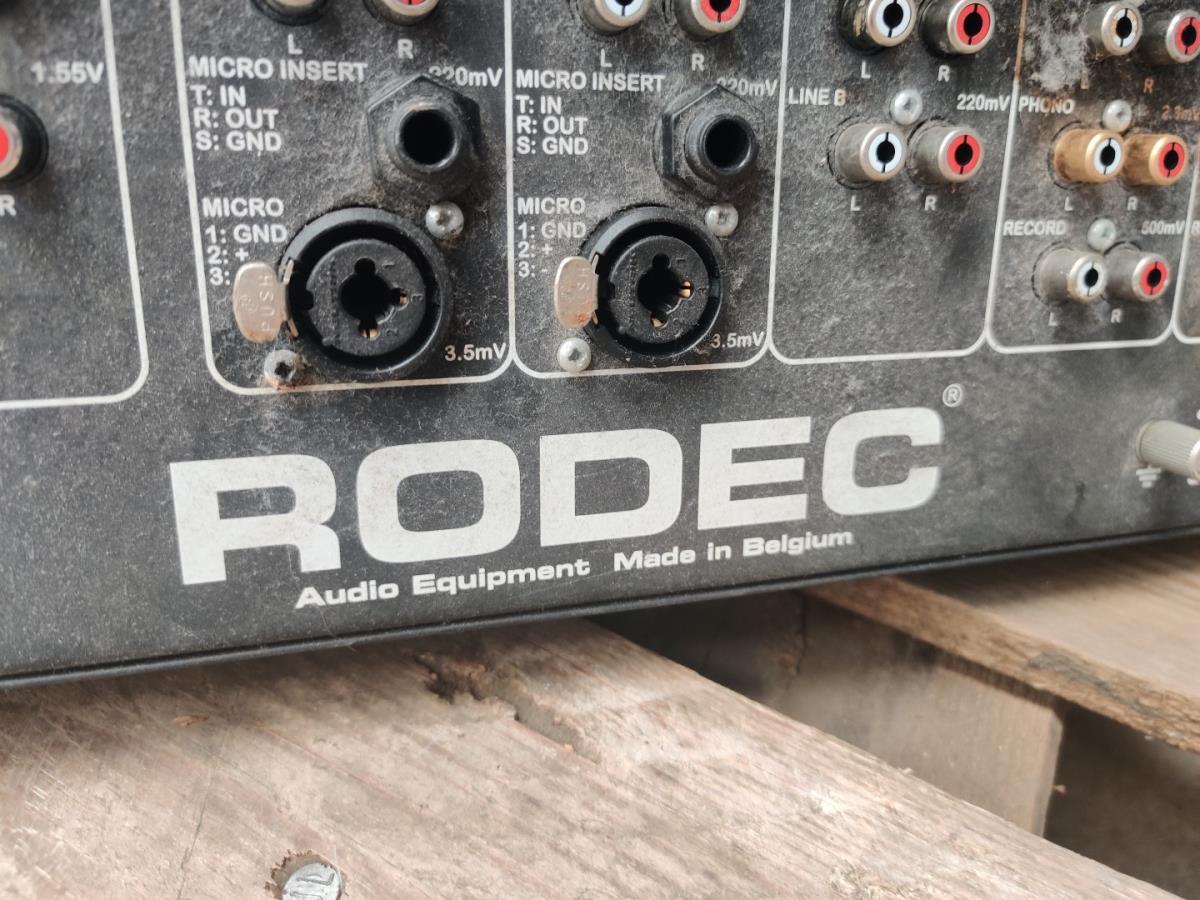 L R
L R
L R
L R
1.55V
R
MICRO INSERT 220mV
T: IN
R: OUT
S: GND
MICRO
1: GND
2: +
3:
PUSH
3.5mV
MICRO INSERT 220mV
T: IN
R: OUT
S: GND
MICRO
1: GND
2: +
3: -
PUSH
3.5mV
LINE B 220mV
L R
PHONO
L R
RECORD 500mV
L R
RODEC®
Audio Equipment Made in Belgium